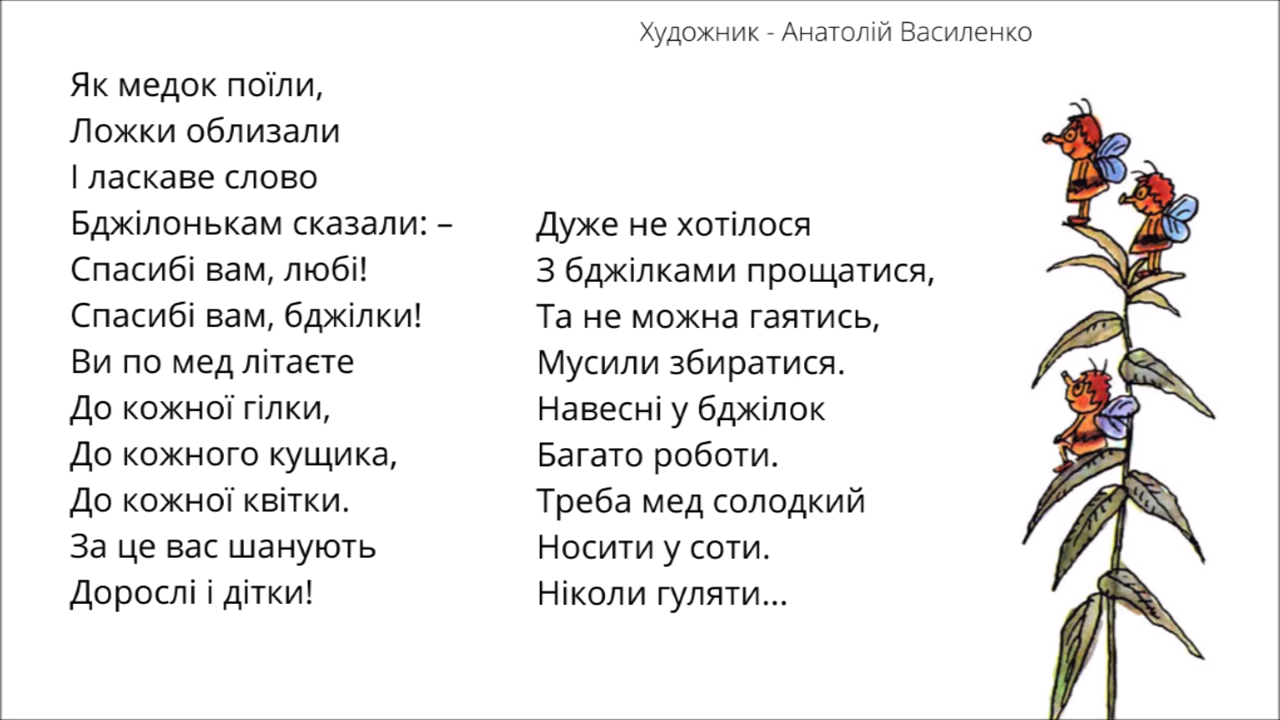 Художник - Анатолій Василенко
Як медок поїли,
Ложки облизали
І ласкаве слово
Бджілонькам сказали: –
Спасибі вам, любі!
Спасибі вам, бджілки!
Ви по мед літаєте
До кожної гілки,
До кожного кущика,
До кожної квітки.
За це вас шанують
Дорослі і дітки!
Дуже не хотілося
З бджілками прощатися,
Та не можна гаятись,
Мусили збиратися.
Навесні у бджілок
Багато роботи.
Треба мед солодкий
Носити у соти.
Ніколи гуляти...